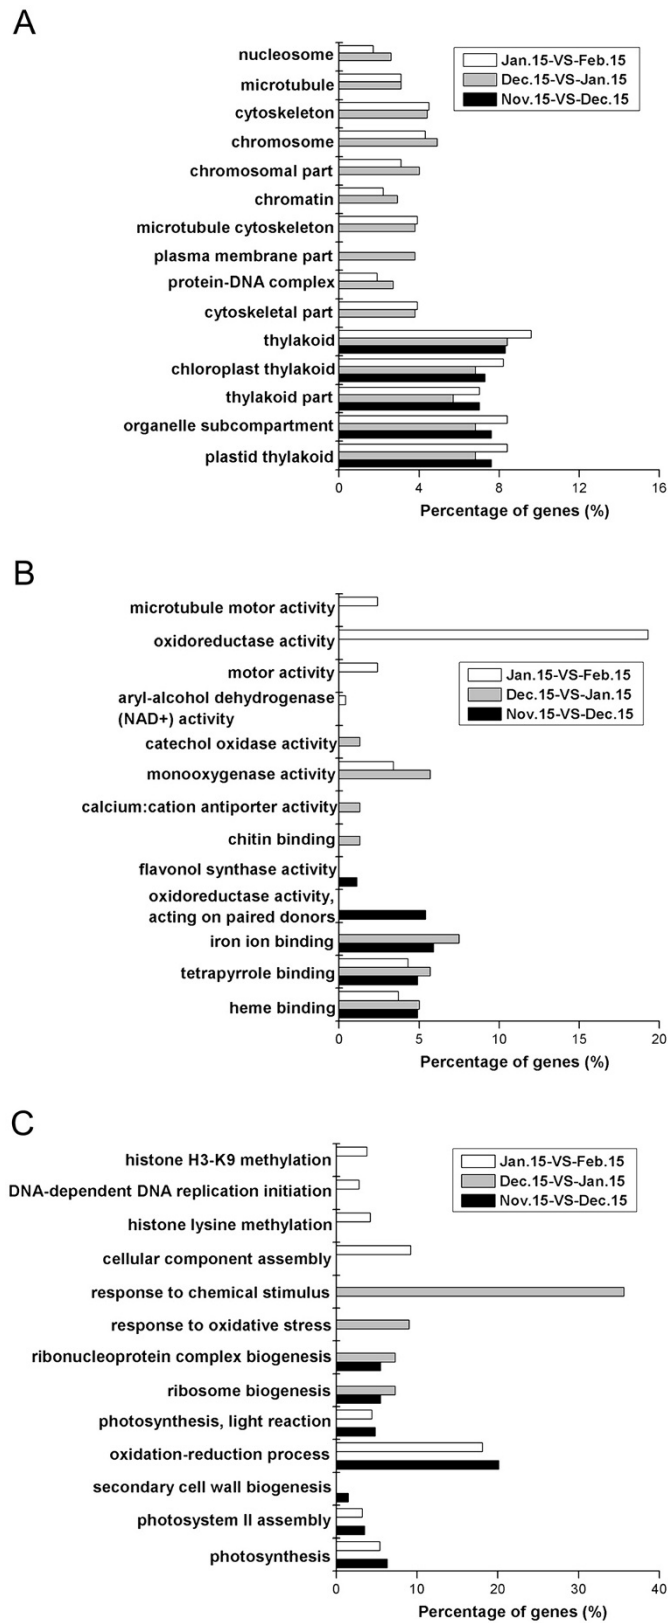 A
nucleosome
microtubule
cytoskeleton
chromosome
chromosomal part
chromatin
microtubule cytoskeleton
plasma membrane part
protein-DNA complex
cytoskeletal part
thylakoid
chloroplast thylakoid
thylakoid part
organelle subcompartment
plastid thylakoid
Jan.15-VS-Feb.15
Dec.15-VS-Jan.15
Nov.15-VS-Dec.15
0 4 8 12 16
Percentage of genes (%)
B
microtubule motor activity
oxidoreductase activity
motor activity
aryl-alcohol dehydrogenase
(NAD+) activity
catechol oxidase activity
monooxygenase activity
calcium:cation antiporter activity
chitin binding
flavonol synthase activity
oxidoreductase activity,
acting on paired donors
iron ion binding
tetrapyrrole binding
heme binding
Jan.15-VS-Feb.15
Dec.15-VS-Jan.15
Nov.15-VS-Dec.15
0 5 10 15 20
Percentage of genes (%)
C
histone H3-K9 methylation
DNA-dependent DNA replication initiation
histone lysine methylation
cellular component assembly
response to chemical stimulus
response to oxidative stress
ribonucleoprotein complex biogenesis
ribosome biogenesis
photosynthesis, light reaction
oxidation-reduction process
secondary cell wall biogenesis
photosystem II assembly
photosynthesis
Jan.15-VS-Feb.15
Dec.15-VS-Jan.15
Nov.15-VS-Dec.15
0 10 20 30 40
Percentage of genes (%)